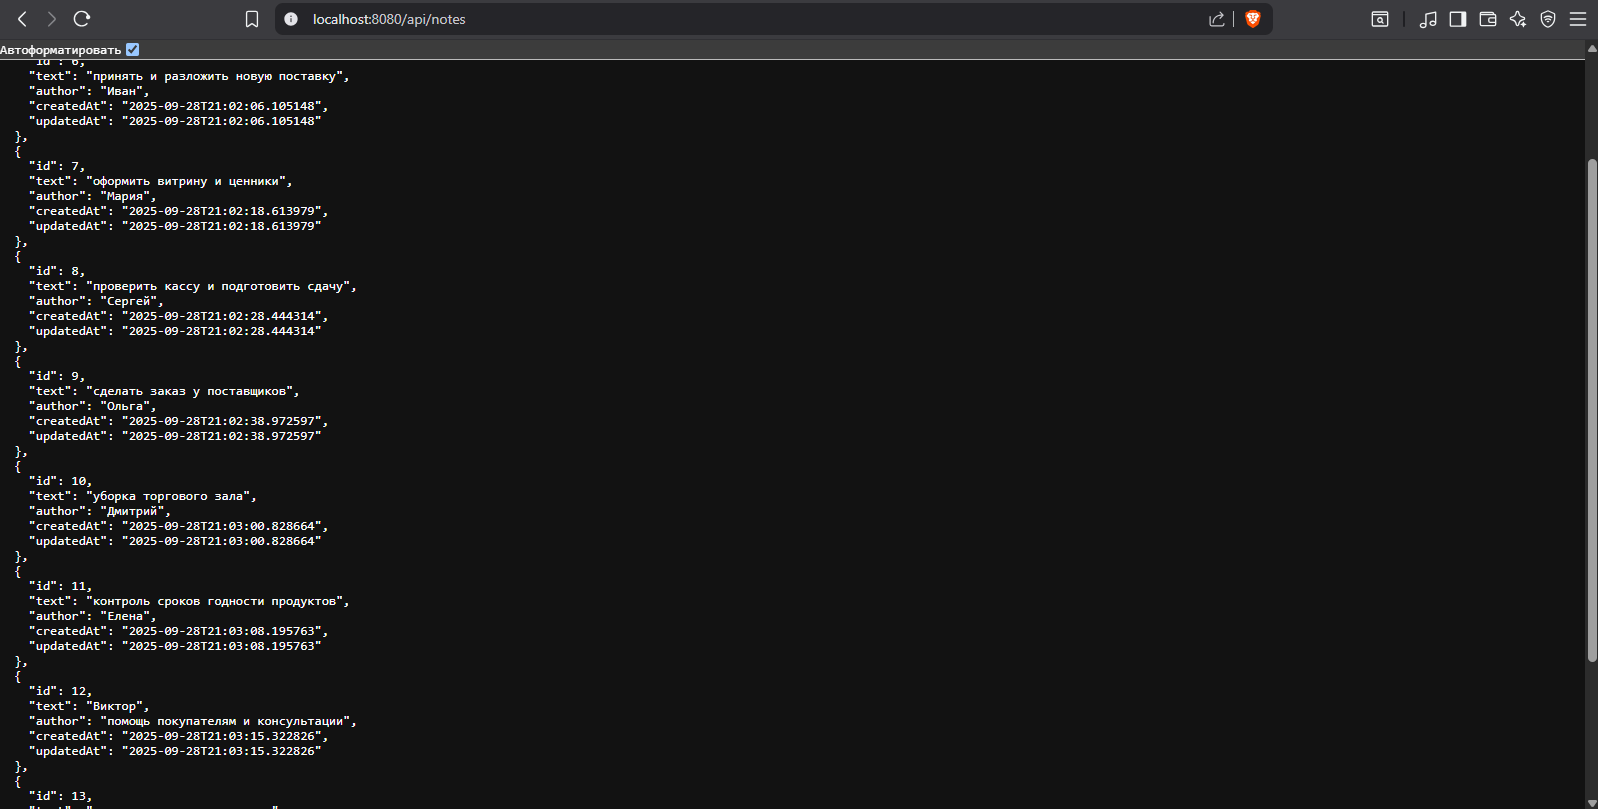 localhost:8080/api/notes
Автоформатировать
"id": 6,
"text": "принять и разложить новую поставку",
"author": "Иван",
"createdAt": "2025-09-28T21:02:06.105148",
"updatedAt": "2025-09-28T21:02:06.105148"
},
{
"id": 7,
"text": "оформить витрину и ценники",
"author": "Мария",
"createdAt": "2025-09-28T21:02:18.613979",
"updatedAt": "2025-09-28T21:02:18.613979"
},
{
"id": 8,
"text": "проверить кассу и подготовить сдачу",
"author": "Сергей",
"createdAt": "2025-09-28T21:02:28.444314",
"updatedAt": "2025-09-28T21:02:28.444314"
},
{
"id": 9,
"text": "сделать заказ у поставщиков",
"author": "Ольга",
"createdAt": "2025-09-28T21:02:38.972597",
"updatedAt": "2025-09-28T21:02:38.972597"
},
{
"id": 10,
"text": "уборка торгового зала",
"author": "Дмитрий",
"createdAt": "2025-09-28T21:03:00.828664",
"updatedAt": "2025-09-28T21:03:00.828664"
},
{
"id": 11,
"text": "контроль сроков годности продуктов",
"author": "Елена",
"createdAt": "2025-09-28T21:03:08.195763",
"updatedAt": "2025-09-28T21:03:08.195763"
},
{
"id": 12,
"text": "Виктор",
"author": "помощь покупателям и консультации",
"createdAt": "2025-09-28T21:03:15.322826",
"updatedAt": "2025-09-28T21:03:15.322826"
},
{
"id": 13,